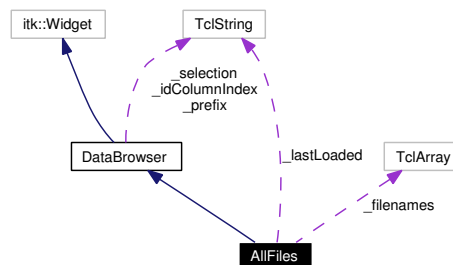 itk::Widget
TclString
_selection
_idColumnIndex
_prefix
DataBrowser
_lastLoaded
TclArray
_filenames
AllFiles